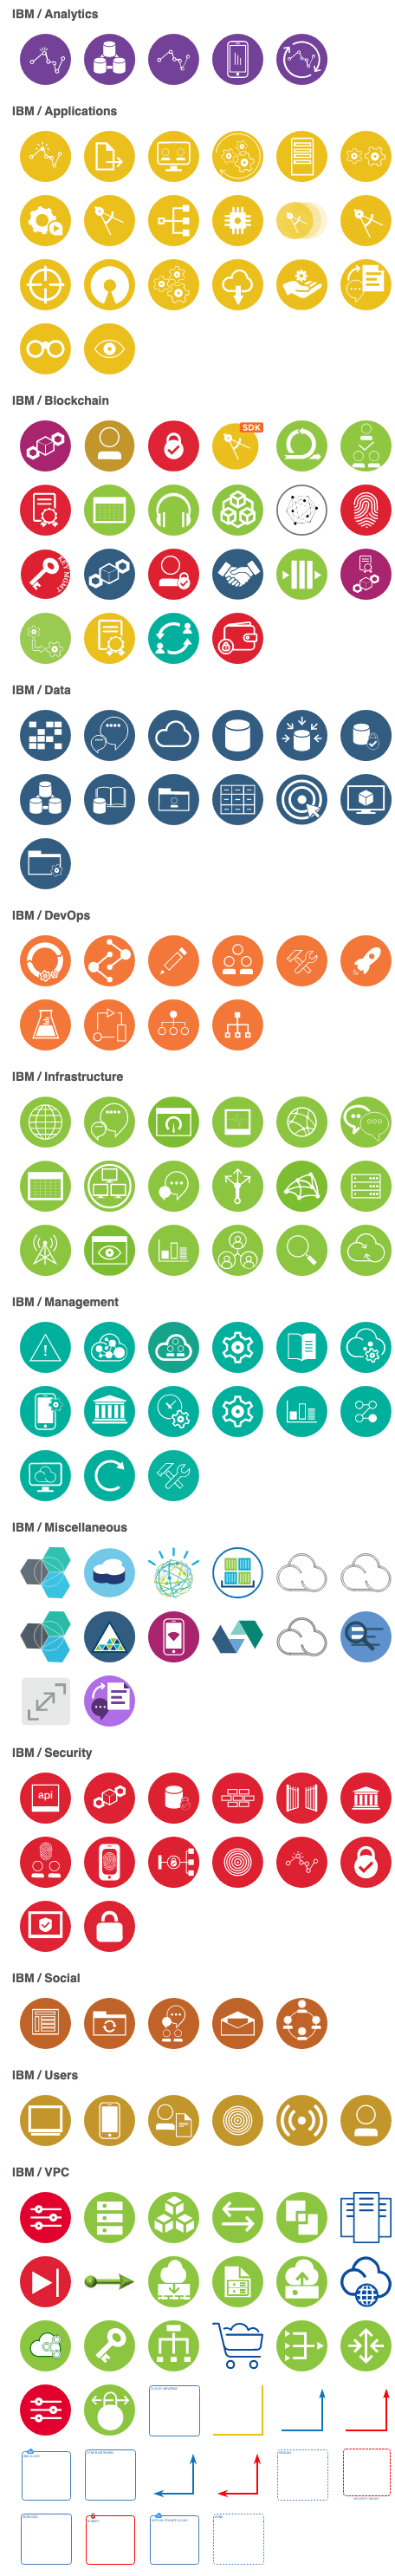 IBM / Analytics
IBM / Applications
IBM / Blockchain
SDK
KEY MGMT
IBM / Data
IBM / DevOps
IBM / Infrastructure
IBM / Management
IBM / Miscellaneous
IBM / Security
api
IBM / Social
IBM / Users
IBM / VPC